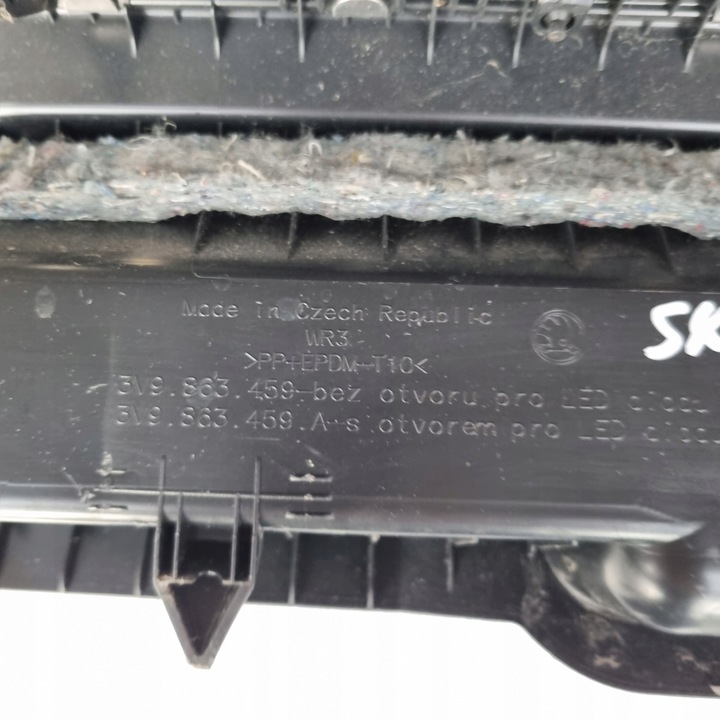 Made in Czech Republic
WR3
>PP+EPDM-T10<
3V9.863.459-bez otvoru pro LED
3V9.863.459.A-s otvorem pro LED
SK